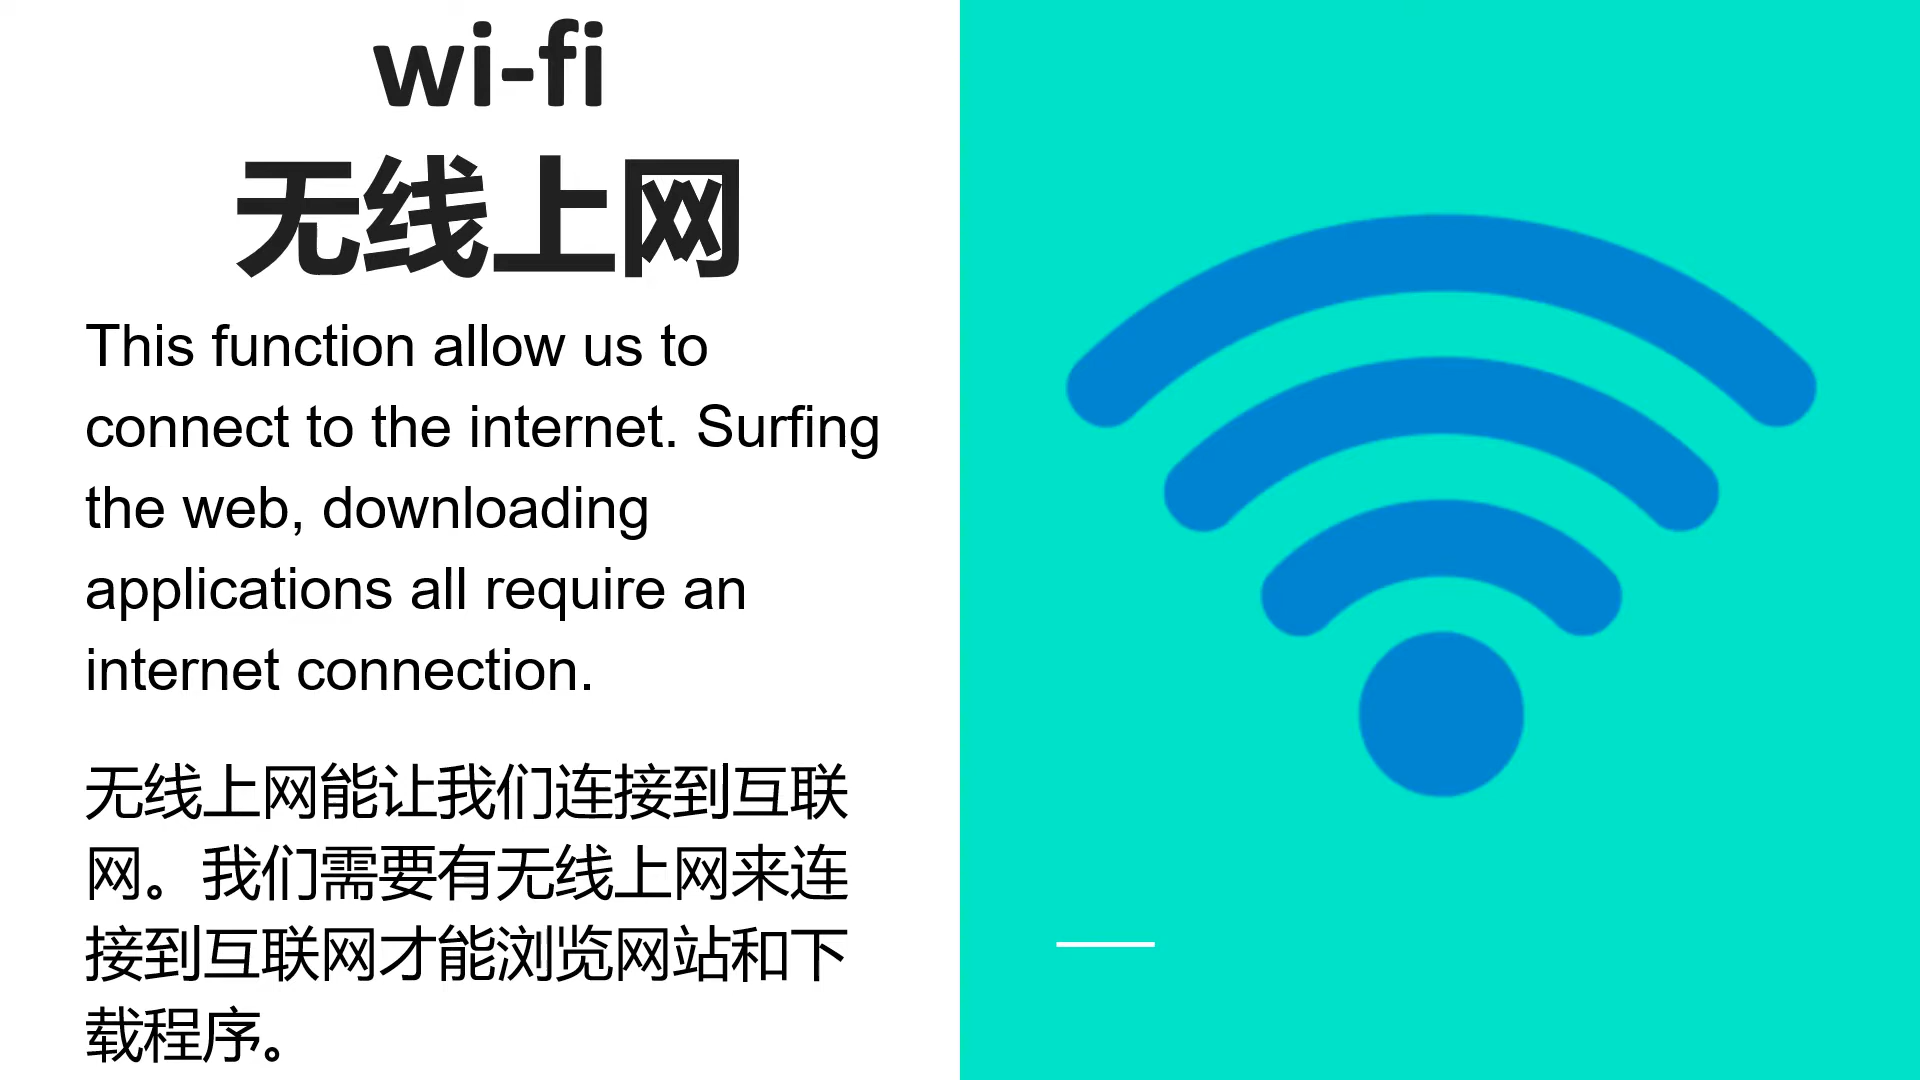 wi-fi
无线上网
This function allow us to
connect to the internet. Surfing
the web, downloading
applications all require an
internet connection.
无线上网能让我们连接到互联
网。我们需要有无线上网来连
接到互联网才能浏览网站和下
载程序。